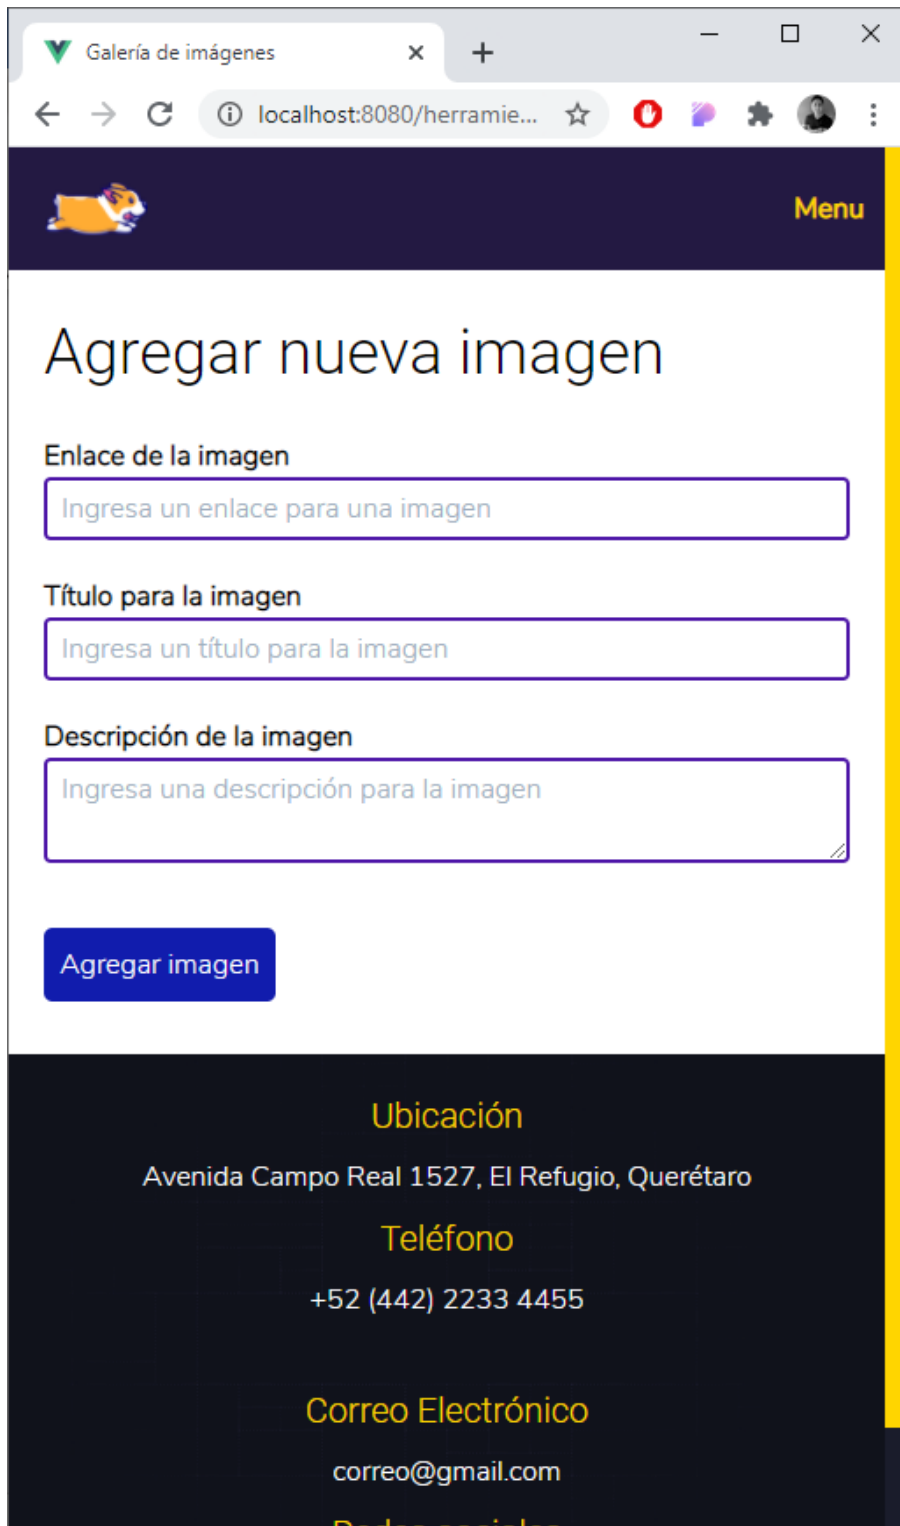 Galería de imágenes
localhost:8080/herramie...
Menu
Agregar nueva imagen
Enlace de la imagen
Ingresa un enlace para una imagen
Título para la imagen
Ingresa un título para la imagen
Descripción de la imagen
Ingresa una descripción para la imagen
Agregar imagen
Ubicación
Avenida Campo Real 1527, El Refugio, Querétaro
Teléfono
+52 (442) 2233 4455
Correo Electrónico
correo@gmail.com
Redes sociales